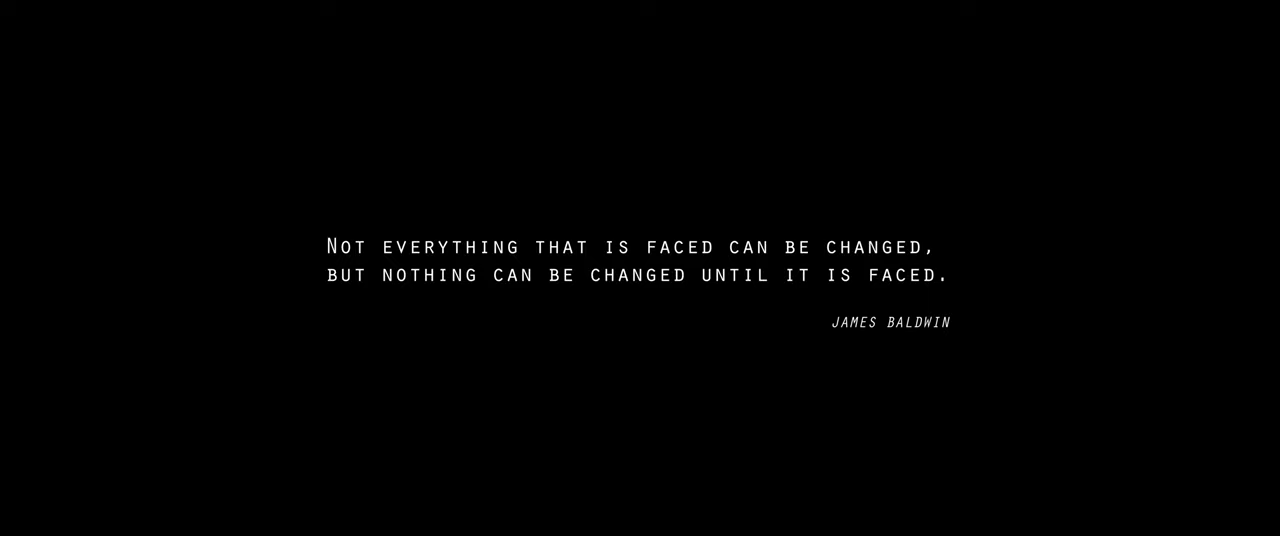 Not everything that is faced can be changed,
but nothing can be changed until it is faced.
JAMES BALDWIN